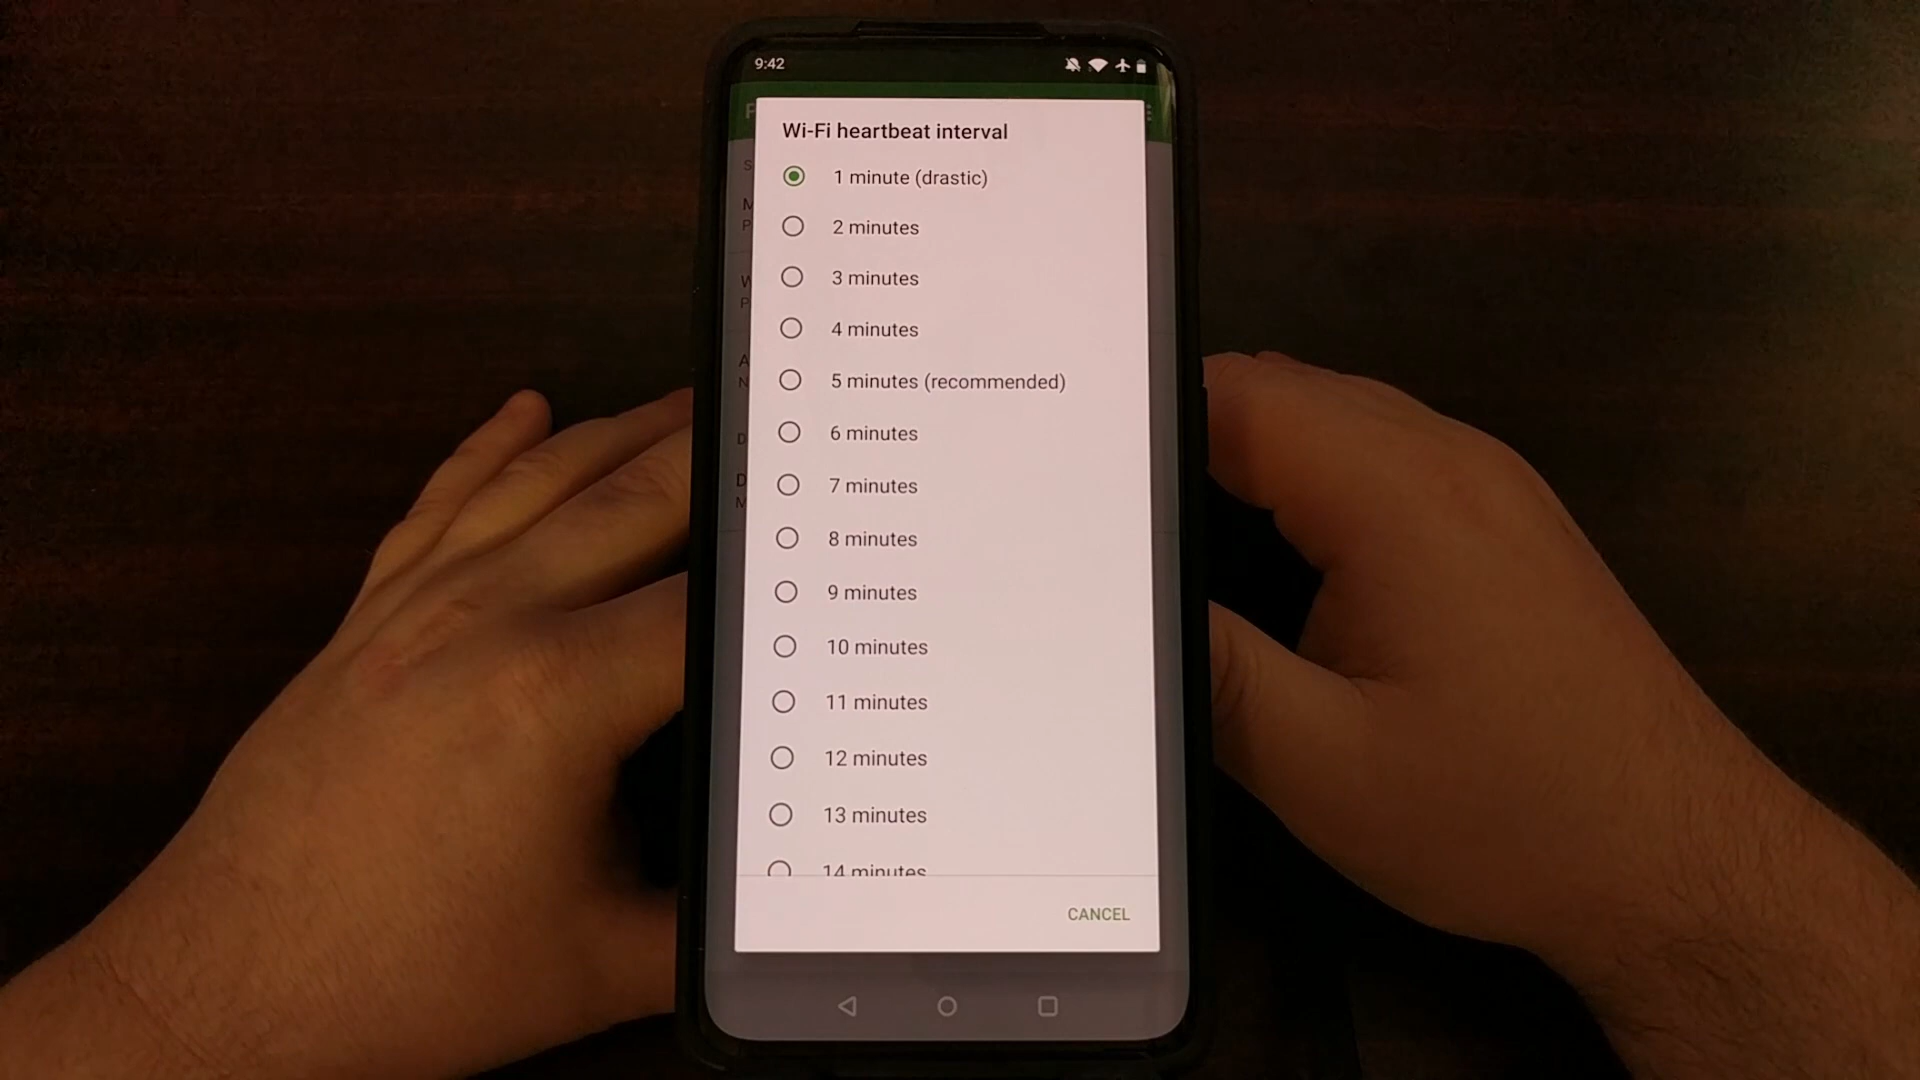 9:42
Wi-Fi heartbeat interval
1 minute (drastic)
2 minutes
3 minutes
4 minutes
5 minutes (recommended)
6 minutes
7 minutes
8 minutes
9 minutes
10 minutes
11 minutes
12 minutes
13 minutes
14 minutes
CANCEL